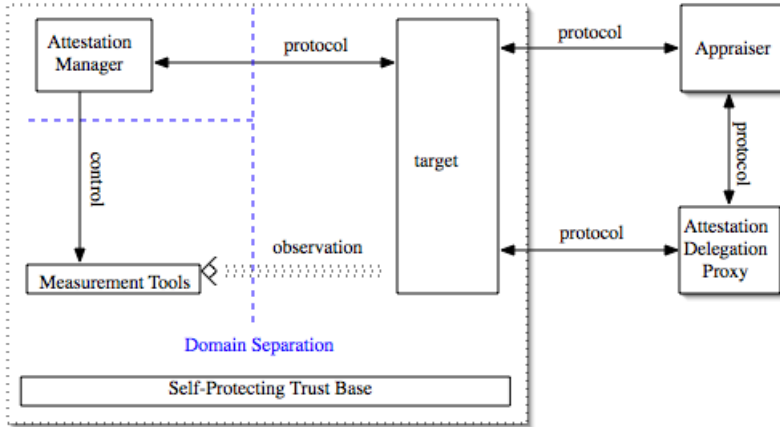 Attestation
Manager
protocol
protocol
Appraiser
control
target
protocol
observation
protocol
Attestation
Delegation
Proxy
Measurement Tools
Domain Separation
Self-Protecting Trust Base